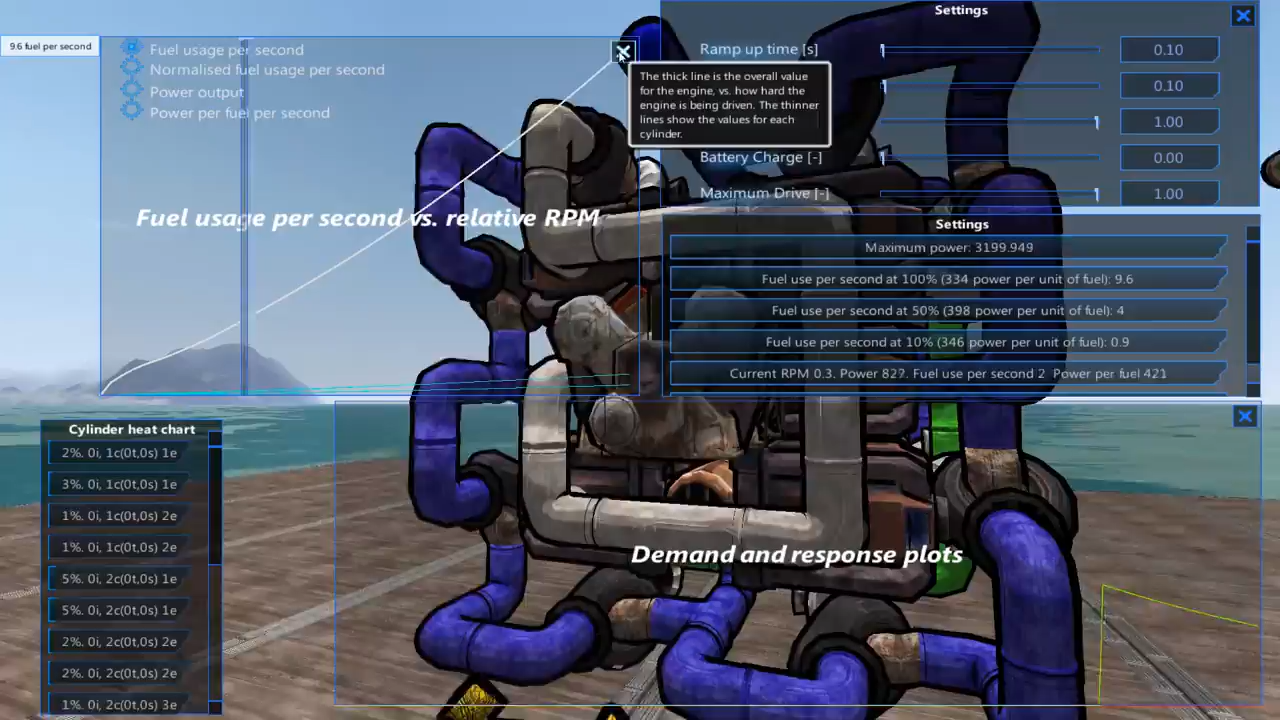 9.6 fuel per second
Fuel usage per second
Normalised fuel usage per second
Power output
Power per fuel per second
Fuel usage per second vs. relative RPM
The thick line is the overall value
for the engine, vs. how hard the
engine is being driven. The thinner
lines show the values for each
cylinder.
Settings
Ramp up time [s]
0.10
0.10
1.00
Battery Charge [-]
0.00
Maximum Drive [-]
1.00
Settings
Maximum power: 3199.949
Fuel use per second at 100% (334 power per unit of fuel): 9.6
Fuel use per second at 50% (398 power per unit of fuel): 4
Fuel use per second at 10% (346 power per unit of fuel): 0.9
Current RPM 0.3. Power 827. Fuel use per second 2 Power per fuel 421
Cylinder heat chart
2%. 0i, 1c(0t,0s) 1e
3%. 0i, 1c(0t,0s) 1e
1%. 0i, 1c(0t,0s) 2e
1%. 0i, 1c(0t,0s) 2e
5%. 0i, 2c(0t,0s) 1e
5%. 0i, 2c(0t,0s) 1e
2%. 0i, 2c(0t,0s) 2e
2%. 0i, 2c(0t,0s) 2e
1%. 0i, 2c(0t,0s) 3e
Demand and response plots